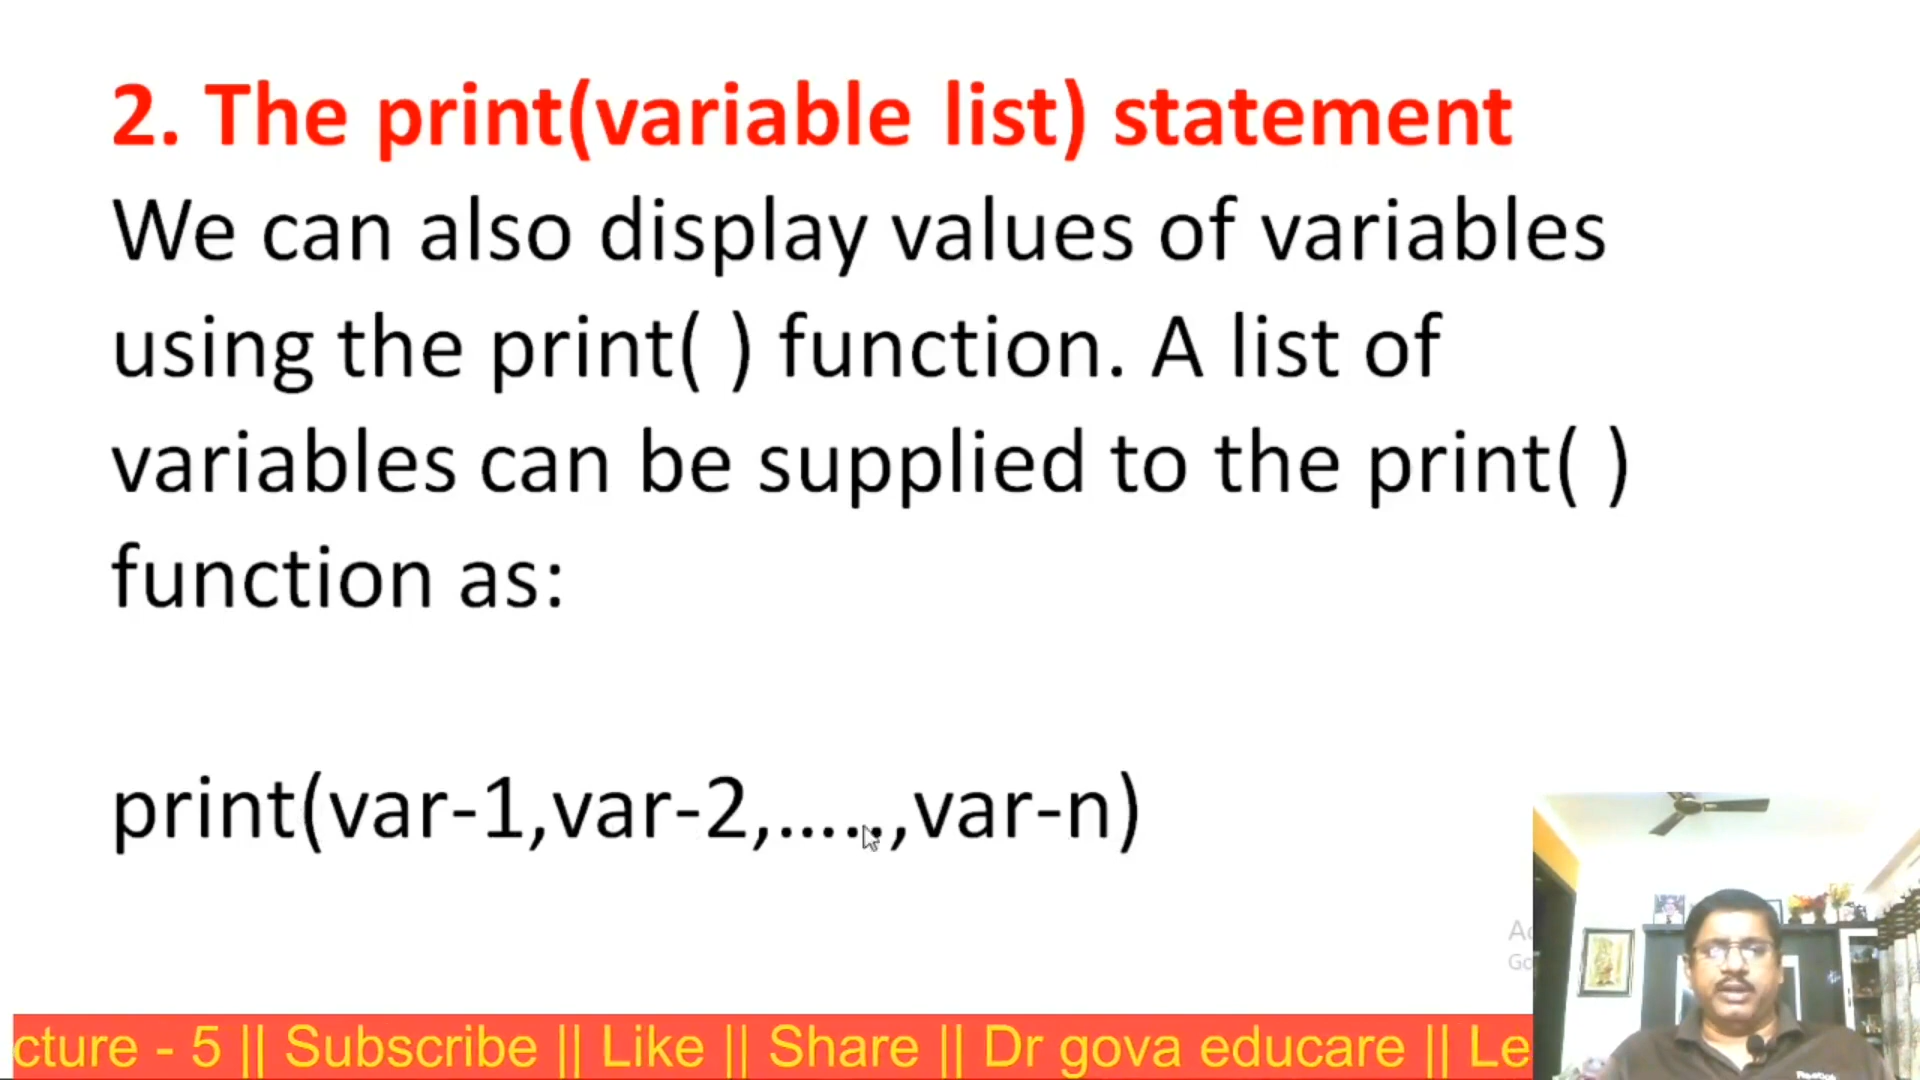 2. The print(variable list) statement
We can also display values of variables
using the print( ) function. A list of
variables can be supplied to the print( )
function as:
print(var-1,var-2,.....,var-n)
Ac
Go
cture - 5 || Subscribe || Like || Share || Dr gova educare || Le